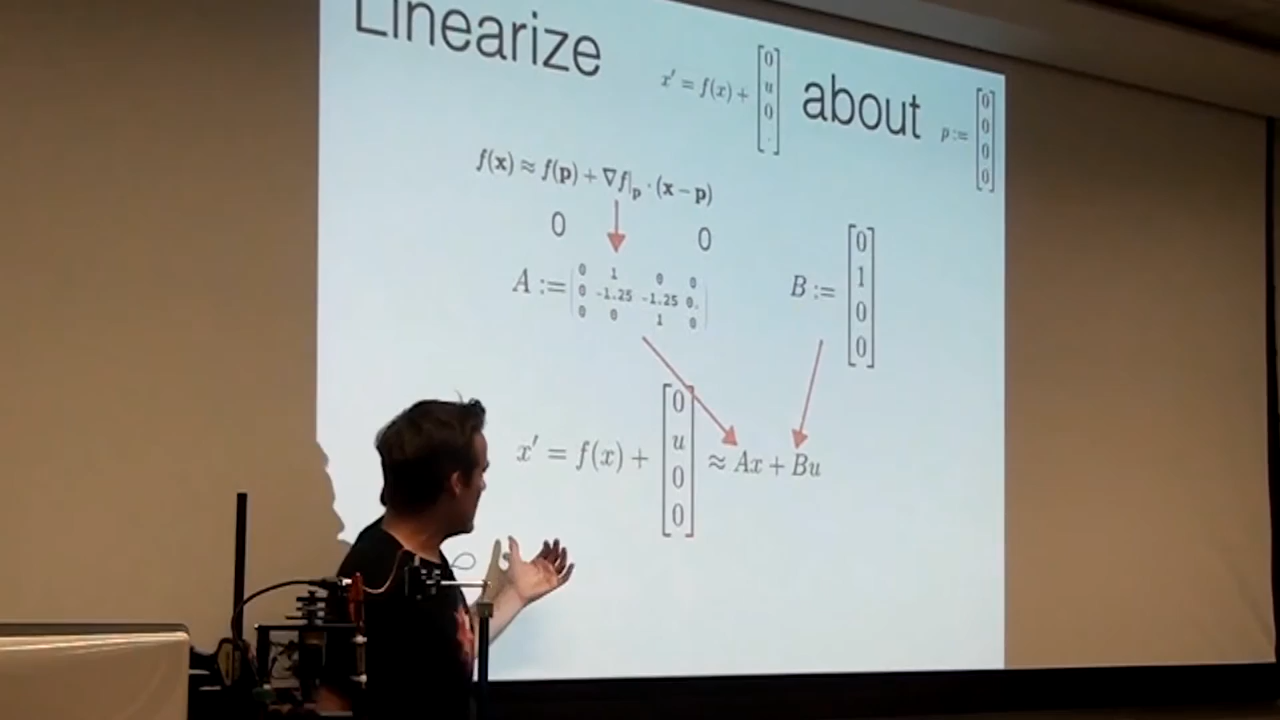 Linearize x′ = f(x) + [0 u 0 .] about p := [0 0 0 0]
f(x) ≈ f(p) + ∇f|p · (x − p)
0 0
A := ( 0 1 0 0
0 -1.25 -1.25 0.
0 0 1 0 )
B := [0 1 0 0]
x′ = f(x) + [0 u 0 0] ≈ Ax + Bu